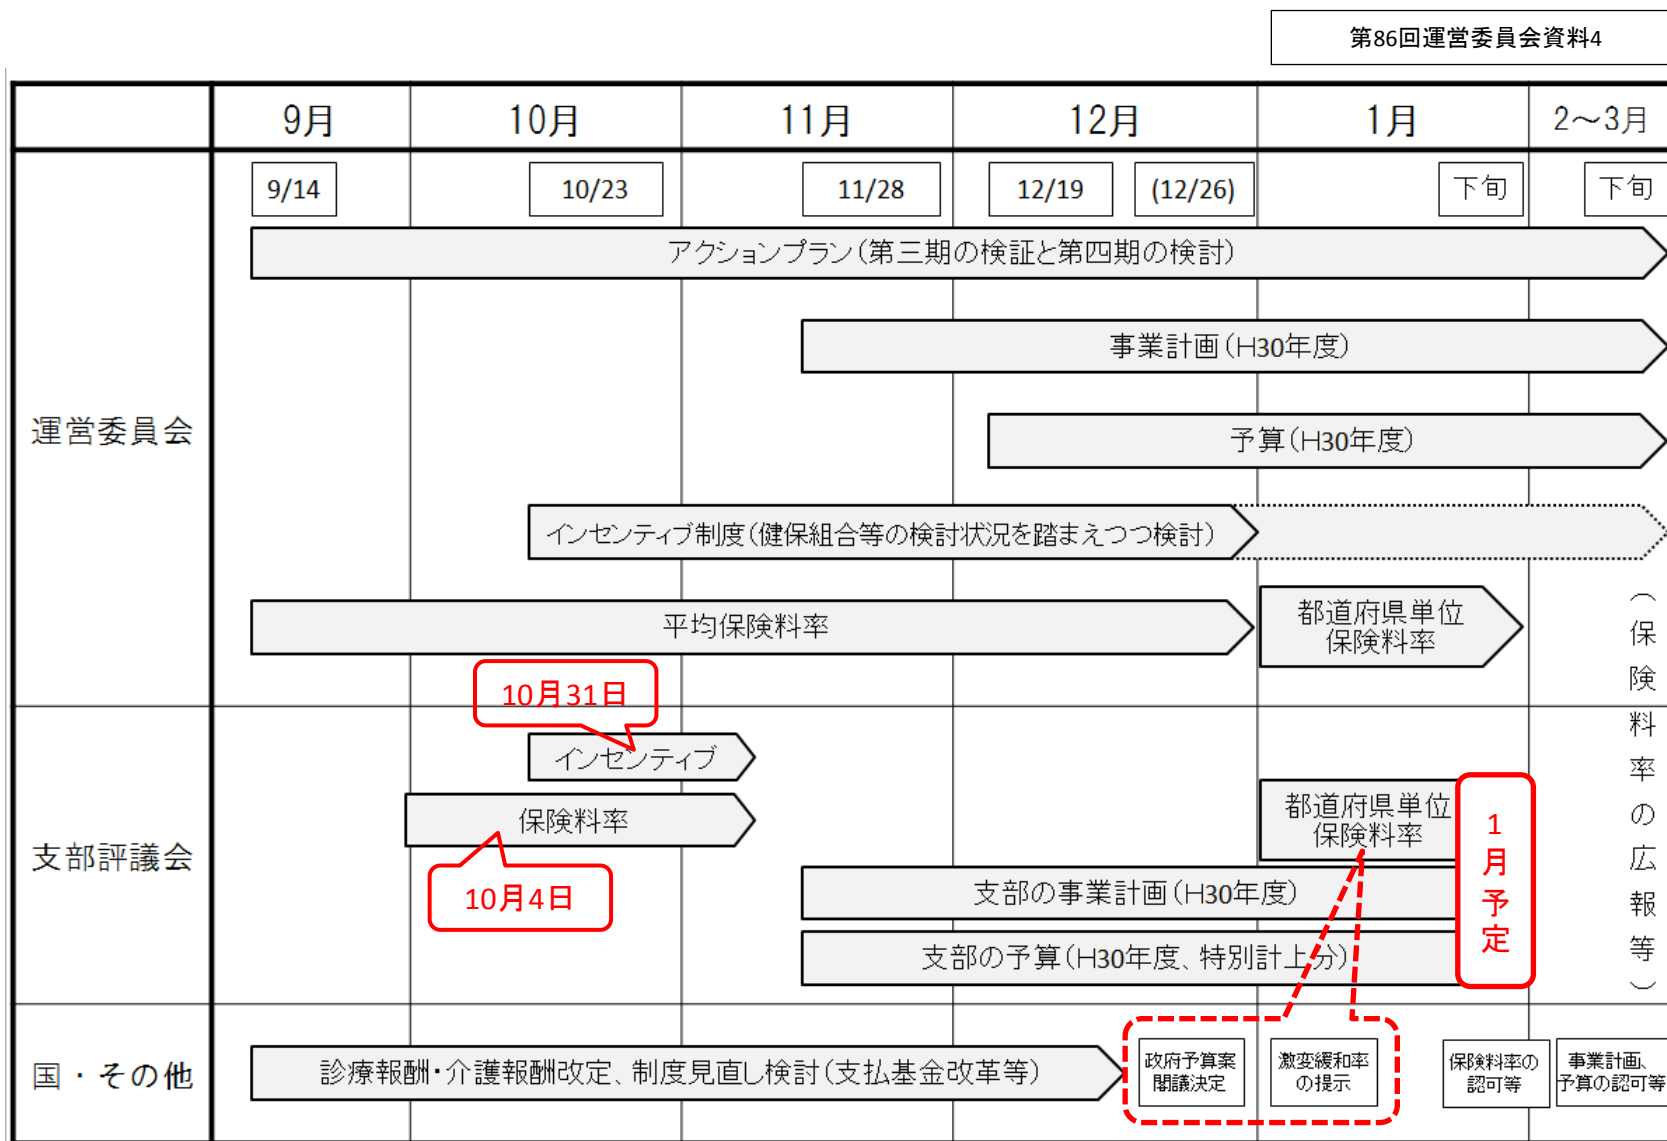 第86回運営委員会資料4
9月
10月
11月
12月
1月
2～3月
運営委員会
9/14
10/23
11/28
12/19
(12/26)
下旬
下旬
アクションプラン(第三期の検証と第四期の検討)
事業計画(H30年度)
予算(H30年度)
インセンティブ制度(健保組合等の検討状況を踏まえつつ検討)
平均保険料率
都道府県単位
保険料率
(保険料率の広報等)
支部評議会
10月31日
インセンティブ
保険料率
10月4日
都道府県単位
保険料率
支部の事業計画(H30年度)
支部の予算(H30年度、特別計上分)
1月予定
国・その他
診療報酬・介護報酬改定、制度見直し検討(支払基金改革等)
政府予算案
閣議決定
激変緩和率
の提示
保険料率の
認可等
事業計画、
予算の認可等